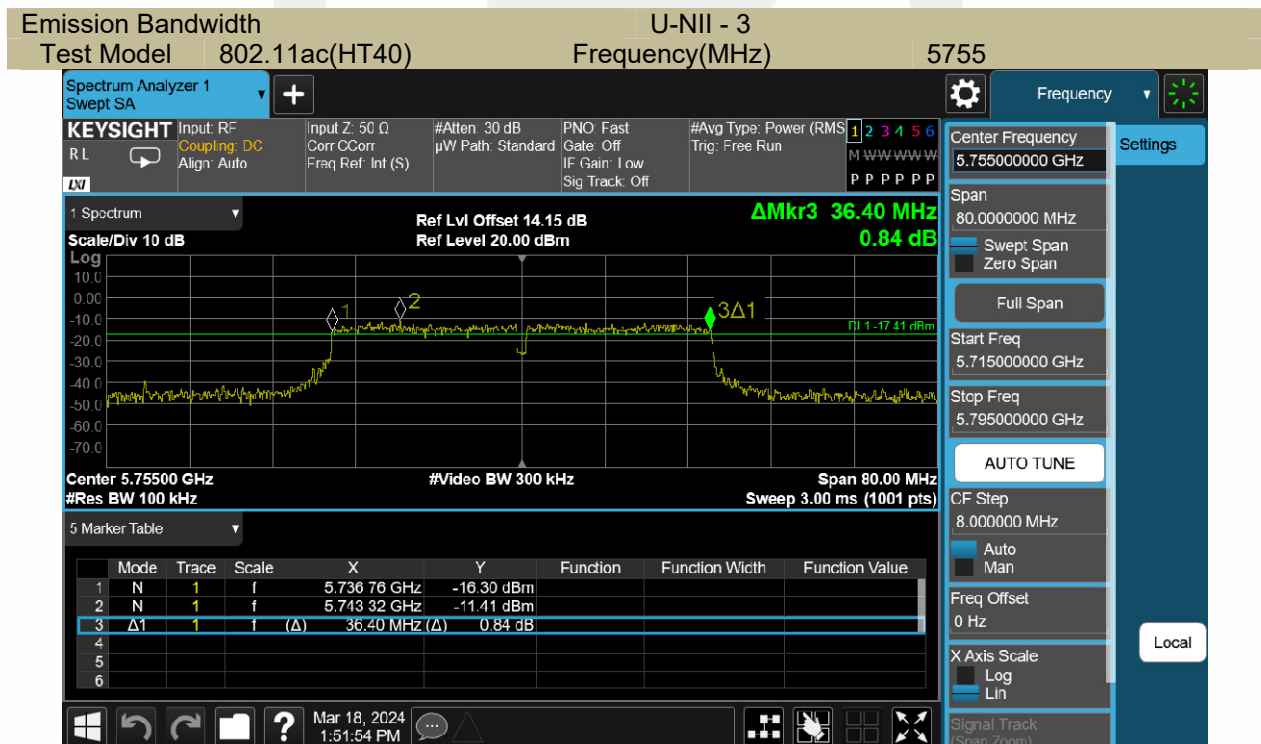 Emission Bandwidth U-NII - 3
Test Model 802.11ac(HT40) Frequency(MHz) 5755
Spectrum Analyzer 1
Swept SA
Frequency
KEYSIGHT Input: RF Input Z: 50 Ω #Atten: 30 dB PNO: Fast #Avg Type: Power (RMS 1 2 3 4 5 6
RL Coupling: DC Corr CCorr µW Path: Standard Gate: Off Trig: Free Run M W W W W W
Align: Auto Freq Ref: Int (S) IF Gain: Low
LXI Sig Track: Off P P P P P P
1 Spectrum Ref Lvl Offset 14.15 dB ΔMkr3 36.40 MHz
Scale/Div 10 dB Ref Level 20.00 dBm 0.84 dB
Log
10.0
0.00
-10.0
-20.0
-30.0
-40.0
-50.0
-60.0
-70.0
1
2
3Δ1
DL1 -17.41 dBm
Center 5.75500 GHz #Video BW 300 kHz Span 80.00 MHz
#Res BW 100 kHz Sweep 3.00 ms (1001 pts)
5 Marker Table
Mode Trace Scale X Y Function Function Width Function Value
1 N 1 f 5.736 76 GHz -16.30 dBm
2 N 1 f 5.743 32 GHz -11.41 dBm
3 Δ1 1 f (Δ) 36.40 MHz (Δ) 0.84 dB
4
5
6
Mar 18, 2024
1:51:54 PM
Center Frequency
5.755000000 GHz
Settings
Span
80.0000000 MHz
Swept Span
Zero Span
Full Span
Start Freq
5.715000000 GHz
Stop Freq
5.795000000 GHz
AUTO TUNE
CF Step
8.000000 MHz
Auto
Man
Freq Offset
0 Hz
Local
X Axis Scale
Log
Lin
Signal Track
(Span Zoom)